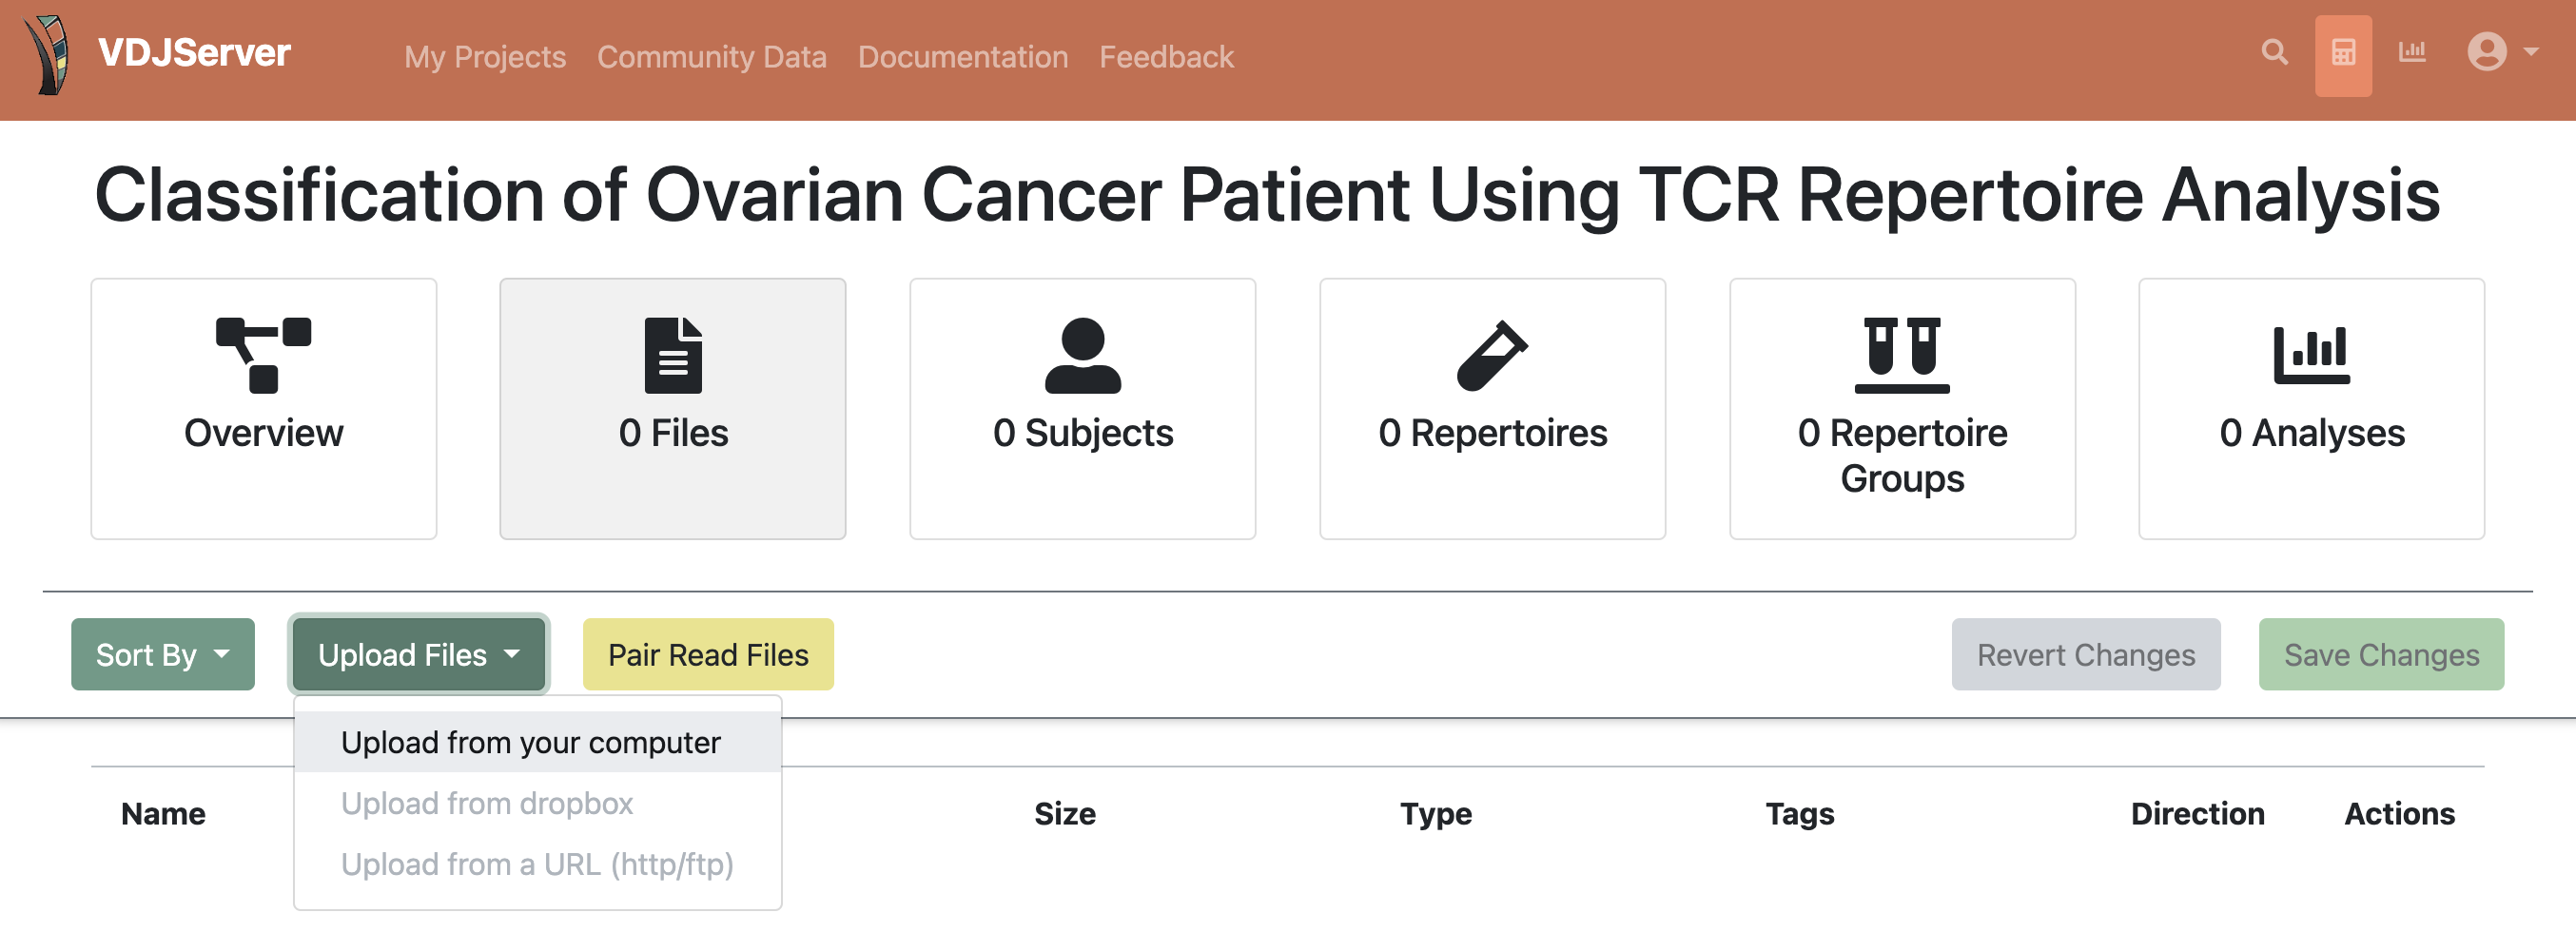 VDJServer
My Projects Community Data Documentation Feedback
Classification of Ovarian Cancer Patient Using TCR Repertoire Analysis
Overview
0 Files
0 Subjects
0 Repertoires
0 Repertoire
Groups
0 Analyses
Sort By Upload Files Pair Read Files Revert Changes Save Changes
Upload from your computer
Upload from dropbox
Upload from a URL (http/ftp)
Name Size Type Tags Direction Actions